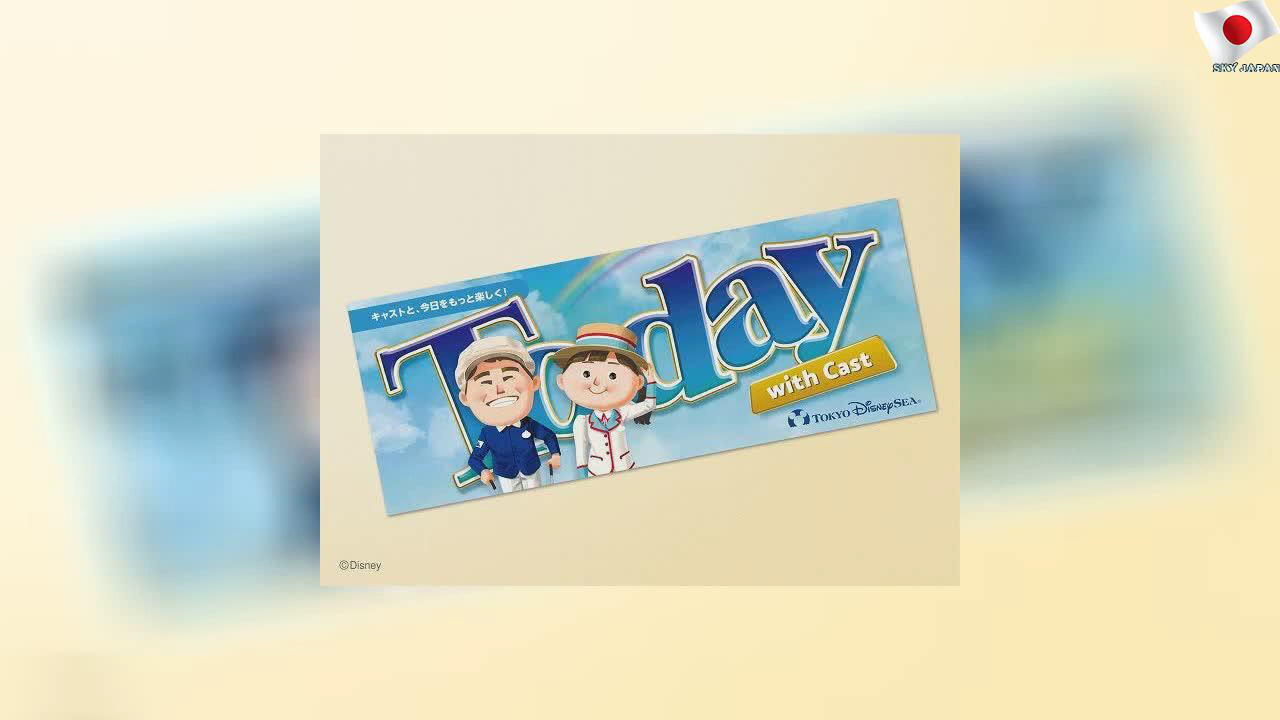 SKY JAPAN
キャストと、今日をもっと楽しく!
Today
with Cast
TOKYO DISNEYSEA®
©Disney